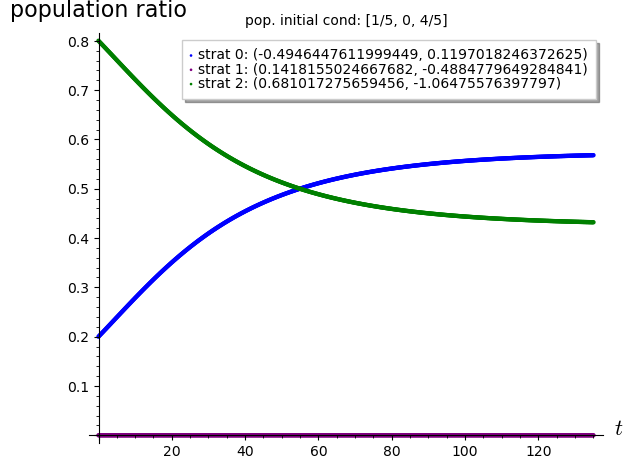 population ratio
pop. initial cond: [1/5, 0, 4/5]
strat 0: (-0.4946447611999449, 0.1197018246372625)
strat 1: (0.1418155024667682, -0.4884779649284841)
strat 2: (0.681017275659456, -1.06475576397797)
0.8
0.7
0.6
0.5
0.4
0.3
0.2
0.1
20 40 60 80 100 120
t